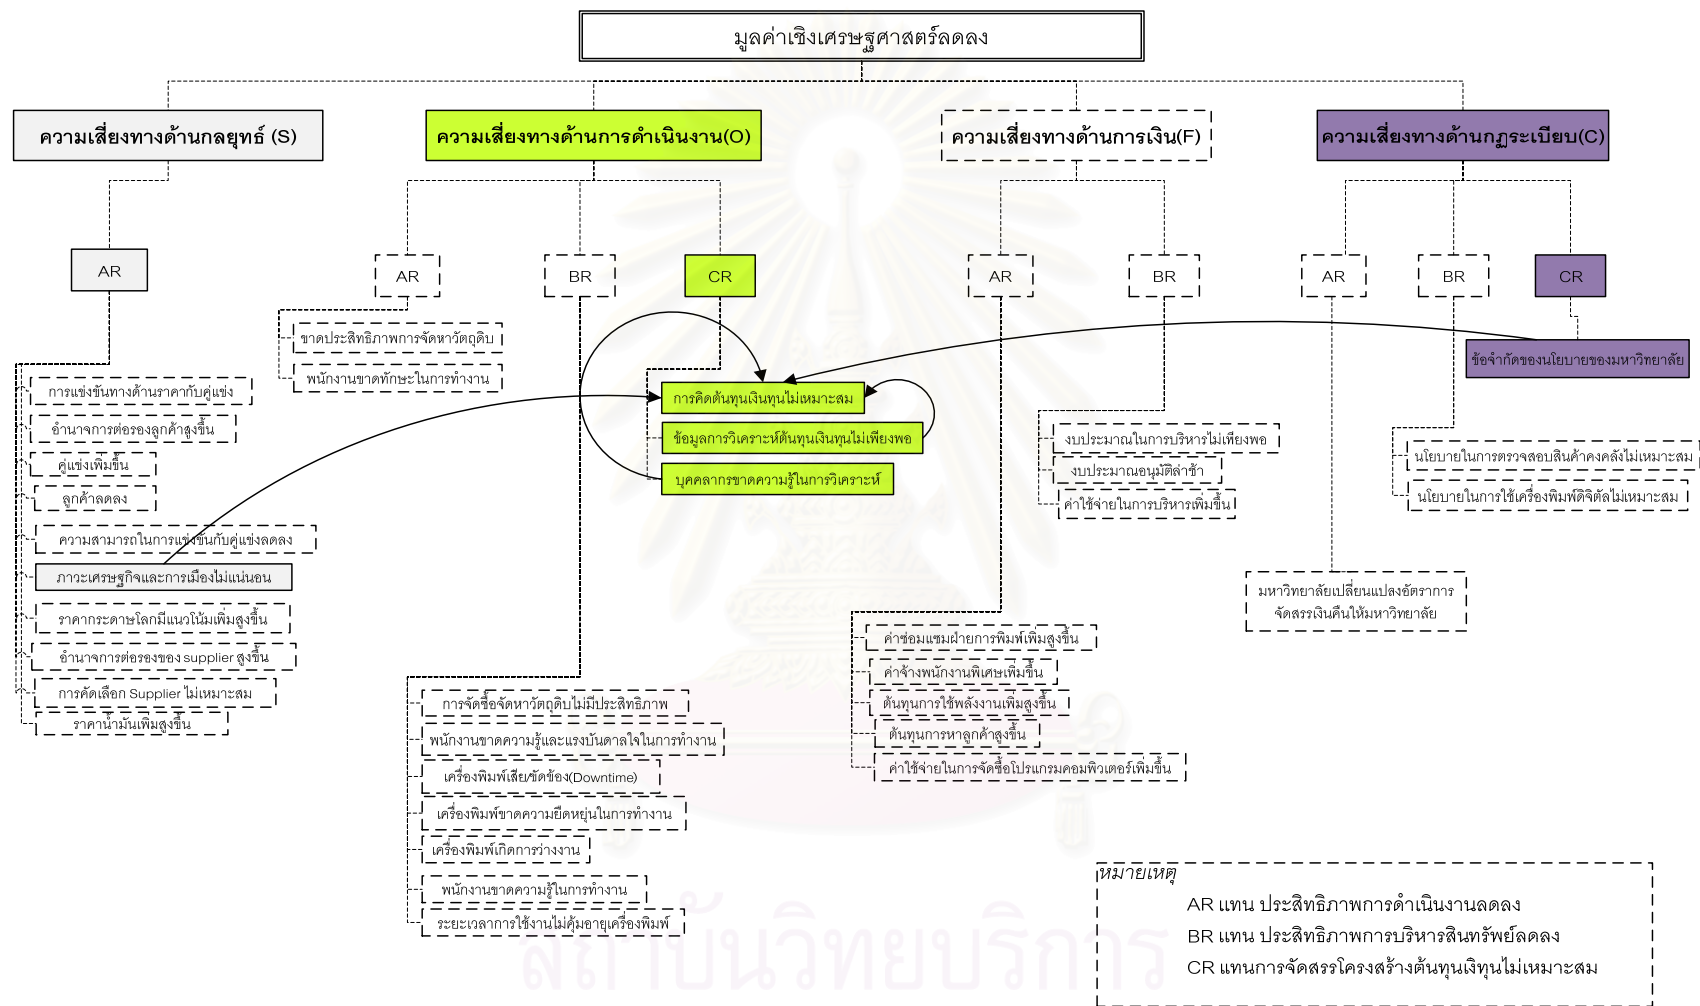 มูลค่าเชิงเศรษฐศาสตร์ลดลง
ความเสี่ยงทางด้านกลยุทธ์ (S)
ความเสี่ยงทางด้านการดำเนินงาน(O)
ความเสี่ยงทางด้านการเงิน(F)
ความเสี่ยงทางด้านกฏระเบียบ(C)
AR
AR
BR
CR
AR
BR
AR
BR
CR
การแข่งขันทางด้านราคากับคู่แข่ง
อำนาจการต่อรองลูกค้าสูงขึ้น
คู่แข่งเพิ่มขึ้น
ลูกค้าลดลง
ความสามารถในการแข่งขันกับคู่แข่งลดลง
ภาวะเศรษฐกิจและการเมืองไม่แน่นอน
ราคากระดาษโลกมีแนวโน้มเพิ่มสูงขึ้น
อำนาจการต่อรองของ supplier สูงขึ้น
การคัดเลือก Supplier ไม่เหมาะสม
ราคาน้ำมันเพิ่มสูงขึ้น
ขาดประสิทธิภาพการจัดหาวัตถุดิบ
พนักงานขาดทักษะในการทำงาน
การจัดซื้อจัดหาวัตถุดิบไม่มีประสิทธิภาพ
พนักงานขาดความรู้และแรงบันดาลใจในการทำงาน
เครื่องพิมพ์เสีย/ขัดข้อง(Downtime)
เครื่องพิมพ์ขาดความยืดหยุ่นในการทำงาน
เครื่องพิมพ์เกิดการว่างงาน
พนักงานขาดความรู้ในการทำงาน
ระยะเวลาการใช้งานไม่คุ้มอายุเครื่องพิมพ์
การคิดต้นทุนเงินทุนไม่เหมาะสม
ข้อมูลการวิเคราะห์ต้นทุนเงินทุนไม่เพียงพอ
บุคคลากรขาดความรู้ในการวิเคราะห์
ค่าซ่อมแซมฝ่ายการพิมพ์เพิ่มสูงขึ้น
ค่าจ้างพนักงานพิเศษเพิ่มขึ้น
ต้นทุนการใช้พลังงานเพิ่มสูงขึ้น
ต้นทุนการหาลูกค้าสูงขึ้น
ค่าใช้จ่ายในการจัดซื้อโปรแกรมคอมพิวเตอร์เพิ่มขึ้น
งบประมาณในการบริหารไม่เพียงพอ
งบประมาณอนุมัติล่าช้า
ค่าใช้จ่ายในการบริหารเพิ่มขึ้น
มหาวิทยาลัยเปลี่ยนแปลงอัตราการ
จัดสรรเงินคืนให้มหาวิทยาลัย
นโยบายในการตรวจสอบสินค้าคงคลังไม่เหมาะสม
นโยบายในการใช้เครื่องพิมพ์ดิจิตัลไม่เหมาะสม
ข้อจำกัดของนโยบายของมหาวิทยาลัย
หมายเหตุ
AR แทน ประสิทธิภาพการดำเนินงานลดลง
BR แทน ประสิทธิภาพการบริหารสินทรัพย์ลดลง
CR แทนการจัดสรรโครงสร้างต้นทุนเงิทุนไม่เหมาะสม
สถาบันวิทยบริการ